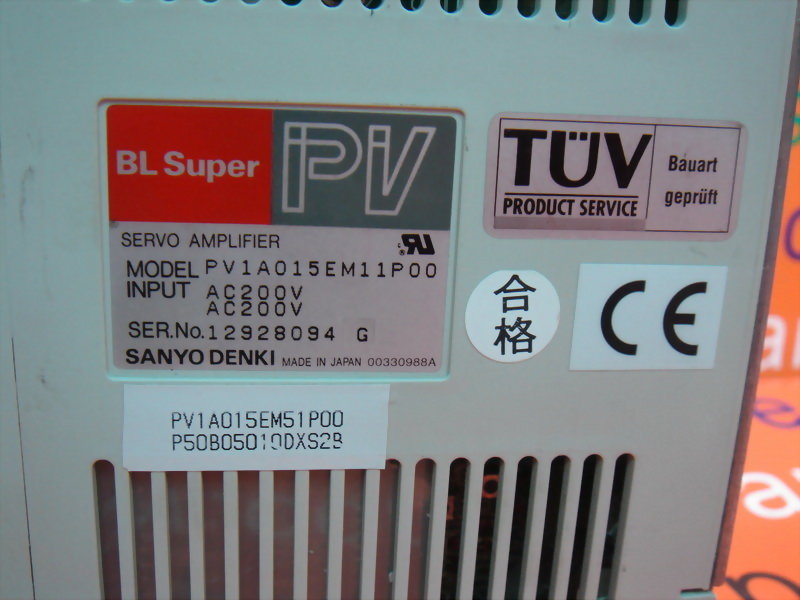 BL Super PV
SERVO AMPLIFIER
MODEL PV1A015EM11P00
INPUT AC200V
AC200V
SER.No.12928094 G
SANYO DENKI MADE IN JAPAN 00330988A
TÜV
PRODUCT SERVICE
Bauart
geprüft
合格
CE
PV1A015EM51P00
P50B05010DXS2B